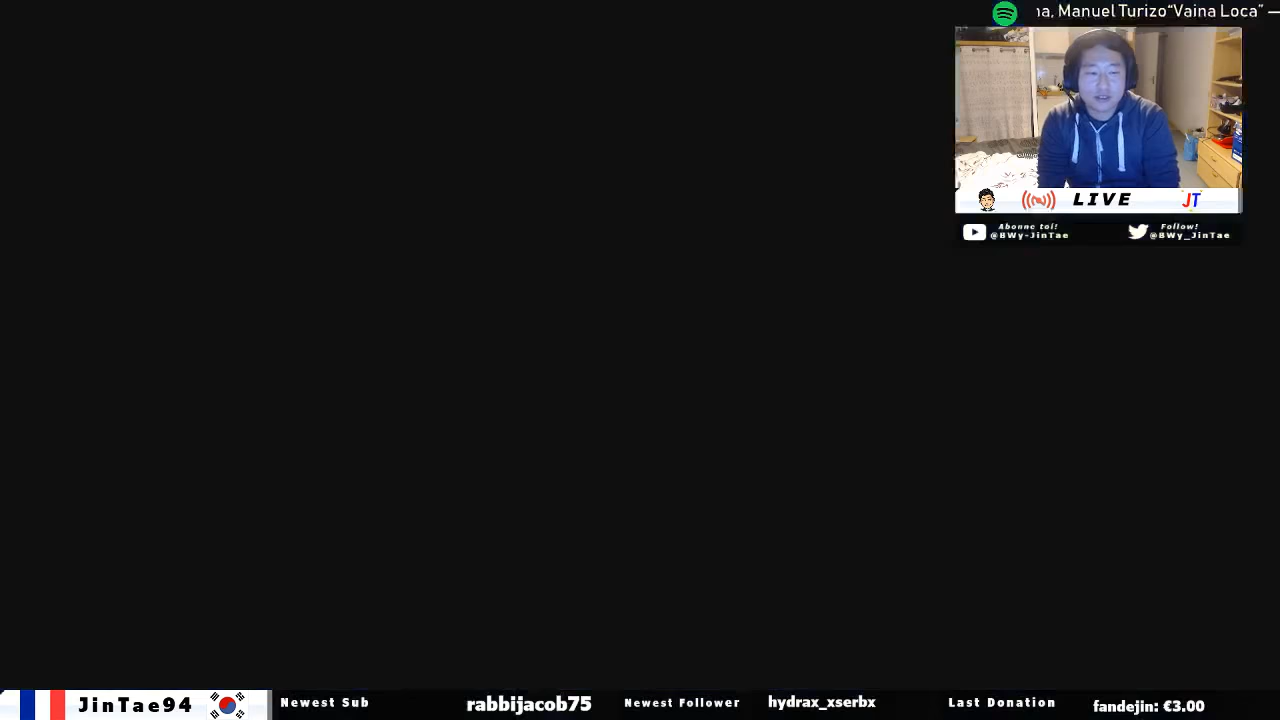 Manuel Turizo“Vaina Loca” —
LIVE
JT
Abonne toi!
@BWy-JinTae
Follow!
@BWy_JinTae
JinTae94
Newest Sub
rabbijacob75
Newest Follower
hydrax_xserbx
Last Donation
fandejin: €3.00